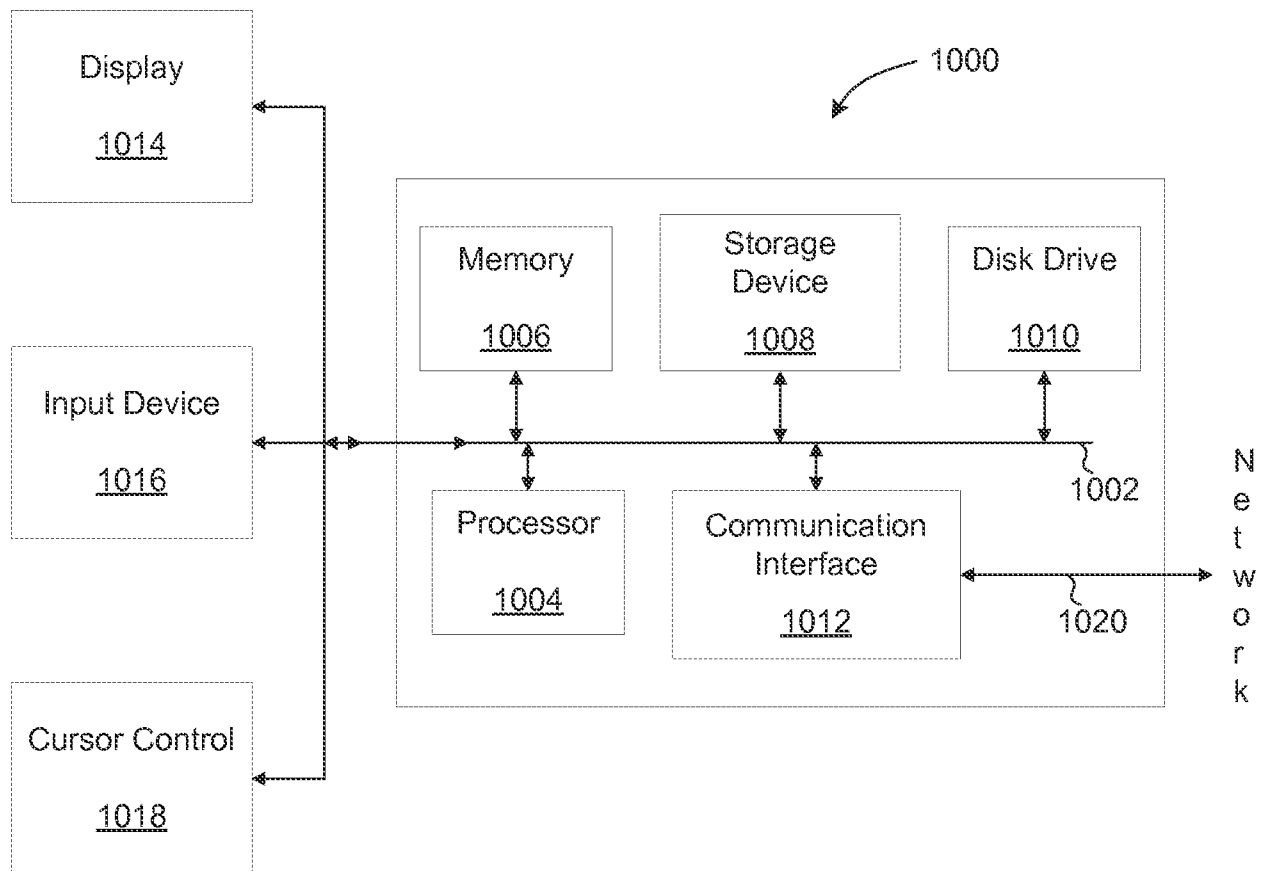 Display
1014
1000
Memory
1006
Storage
Device
1008
Disk Drive
1010
Input Device
1016
1002
Processor
1004
Communication
Interface
1012
1020
Network
Cursor Control
1018